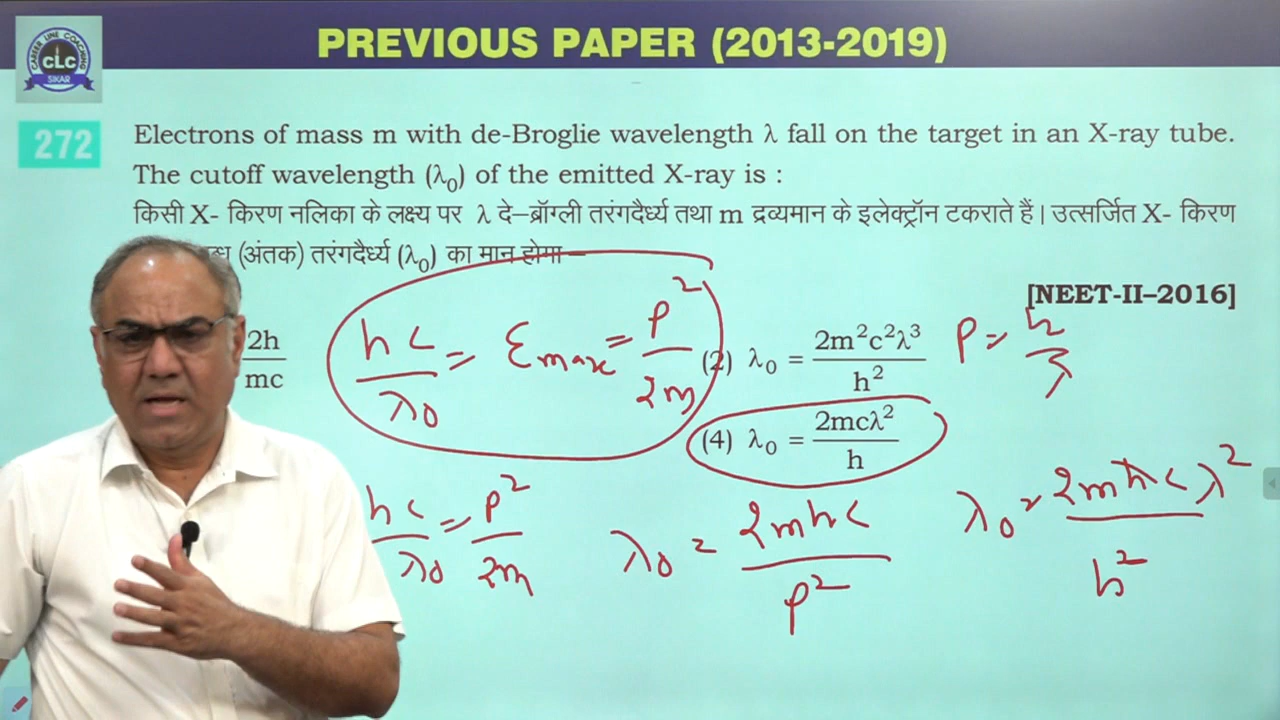 PREVIOUS PAPER (2013-2019)
CAREER LINE COACHING
CLC
SIKAR
272
Electrons of mass m with de-Broglie wavelength λ fall on the target in an X-ray tube.
The cutoff wavelength (λ₀) of the emitted X-ray is :
किसी X- किरण नलिका के लक्ष्य पर λ दे–ब्रॉग्ली तरंगदैर्ध्य तथा m द्रव्यमान के इलेक्ट्रॉन टकराते हैं। उत्सर्जित X- किरण
(अंतक) तरंगदैर्ध्य (λ₀) का मान होगा –
[NEET-II–2016]
2h/mc
hc/λ₀ = Emax = p²/2m
(2) λ₀ = 2m²c²λ³/h²
P = h/λ
(4) λ₀ = 2mcλ²/h
hc/λ₀ = p²/2m
λ₀ = 2mhc/p²
λ₀ = 2mhcλ²/h²